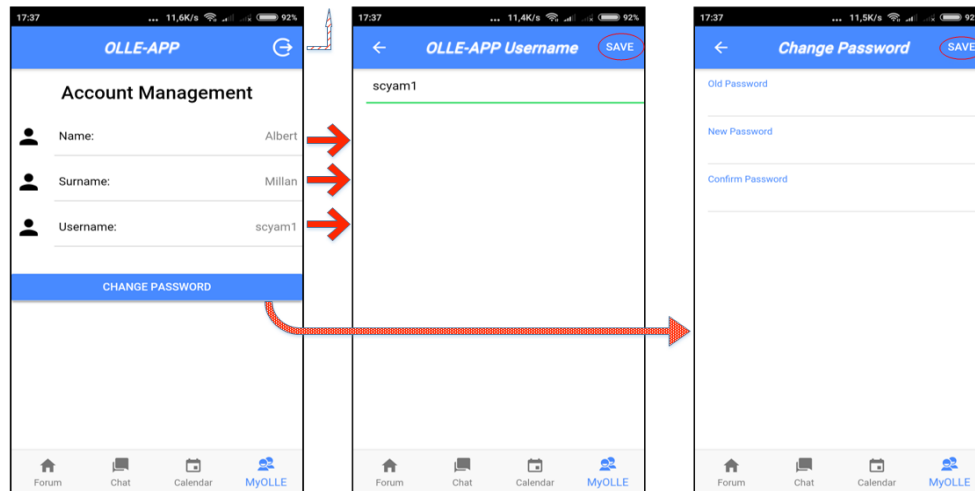 17:37 ... 11,6K/s 92%
OLLE-APP
Account Management
Name: Albert
Surname: Millan
Username: scyam1
CHANGE PASSWORD
Forum Chat Calendar MyOLLE
17:37 ... 11,4K/s 92%
OLLE-APP Username SAVE
scyam1
Forum Chat Calendar MyOLLE
17:37 ... 11,5K/s 92
Change Password SAVE
Old Password
New Password
Confirm Password
Forum Chat Calendar MyOLLE